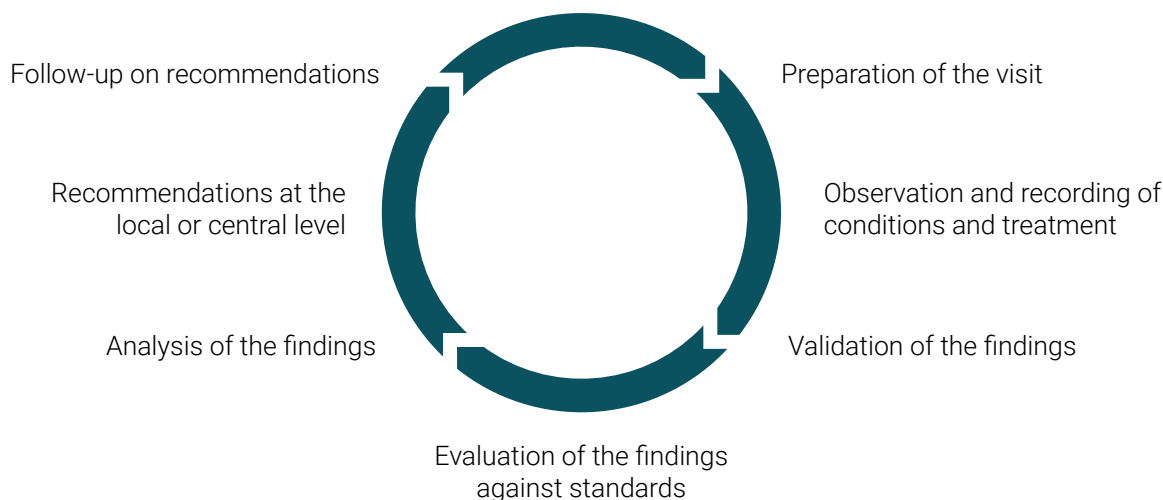 Preparation of the visit
Observation and recording of
conditions and treatment
Validation of the findings
Evaluation of the findings
against standards
Analysis of the findings
Recommendations at the
local or central level
Follow-up on recommendations